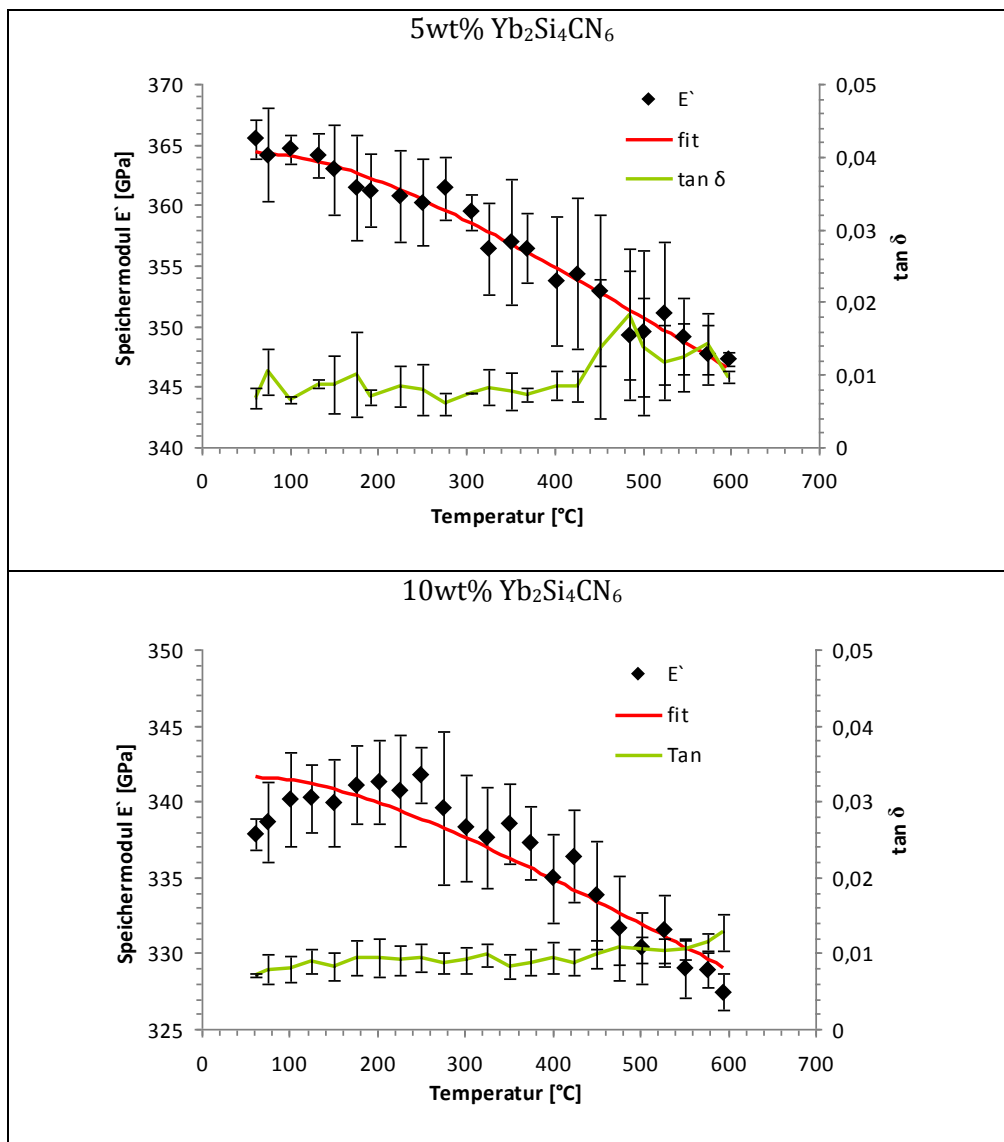 5wt% Yb₂Si₄CN₆
370
365
360
355
350
345
340
Speichermodul E` [GPa]
E`
fit
tan δ
0,05
0,04
0,03
0,02
0,01
0
tan δ
0 100 200 300 400 500 600 700
Temperatur [°C]
10wt% Yb₂Si₄CN₆
350
345
340
335
330
325
Speichermodul E` [GPa]
E`
fit
Tan
0,05
0,04
0,03
0,02
0,01
0
tan δ
0 100 200 300 400 500 600 700
Temperatur [°C]